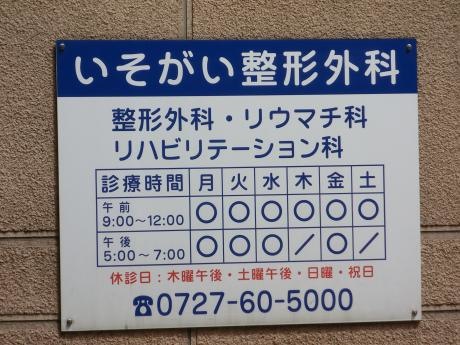 いそがい整形外科
整形外科・リウマチ科
リハビリテーション科
診療時間 月 火 水 木 金 土
午前
9:00〜12:00 ○ ○ ○ ○ ○ ○
午後
5:00〜7:00 ○ ○ ○ / ○ /
休診日:木曜午後・土曜午後・日曜・祝日
☎0727-60-5000